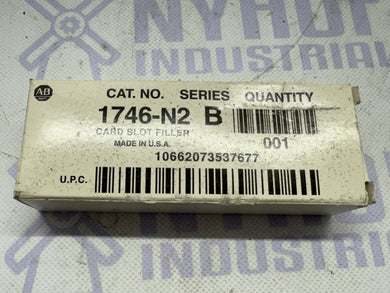 NYHOF
INDUSTRIAL
AB
CAT. NO. SERIES QUANTITY
1746-N2 B
CARD SLOT FILLER
MADE IN U.S.A.
001
10662073537677
U.P.C.
INDUSTRI